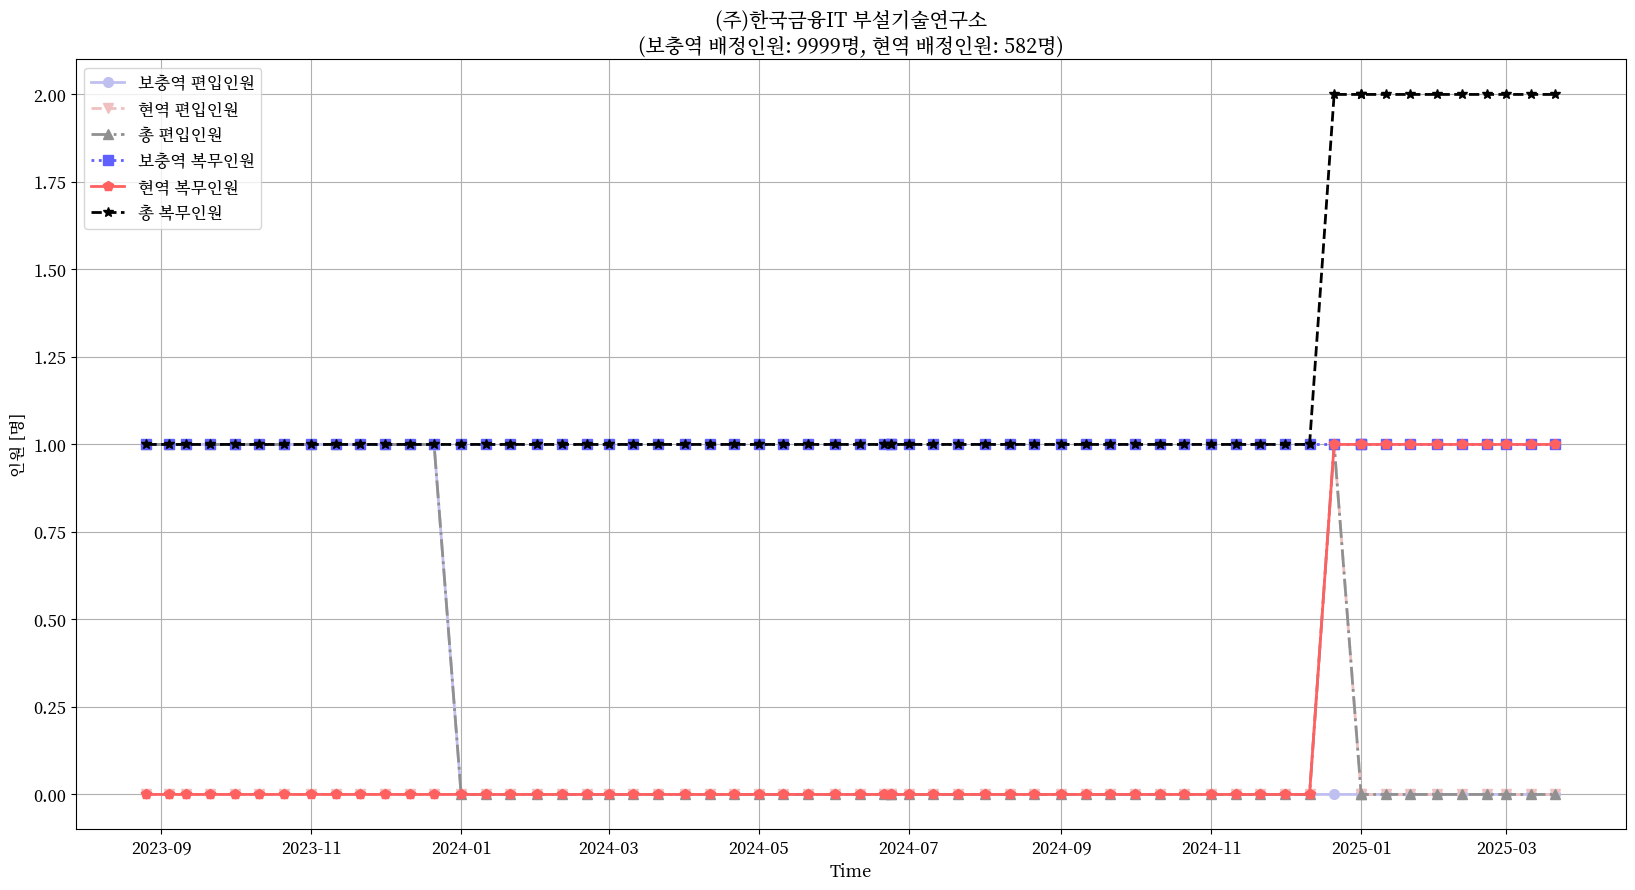 (주)한국금융IT 부설기술연구소
(보충역 배정인원: 9999명, 현역 배정인원: 582명)
보충역 편입인원
현역 편입인원
총 편입인원
보충역 복무인원
현역 복무인원
총 복무인원
2.00
1.75
1.50
1.25
1.00
0.75
0.50
0.25
0.00
인원 [명]
2023-09
2023-11
2024-01
2024-03
2024-05
2024-07
2024-09
2024-11
2025-01
2025-03
Time